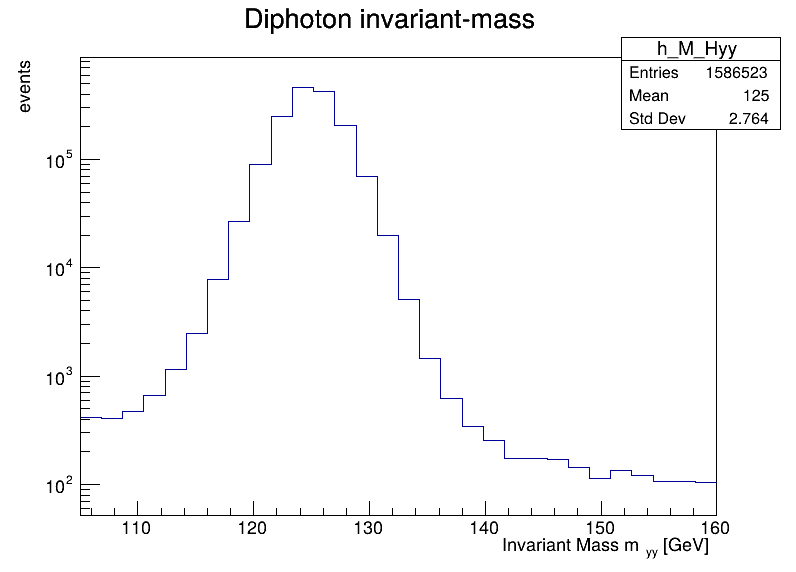 Diphoton invariant-mass
h_M_Hyy
Entries 1586523
Mean 125
Std Dev 2.764
events
10^5
10^4
10^3
10^2
110 120 130 140 150 160
Invariant Mass m yy [GeV]